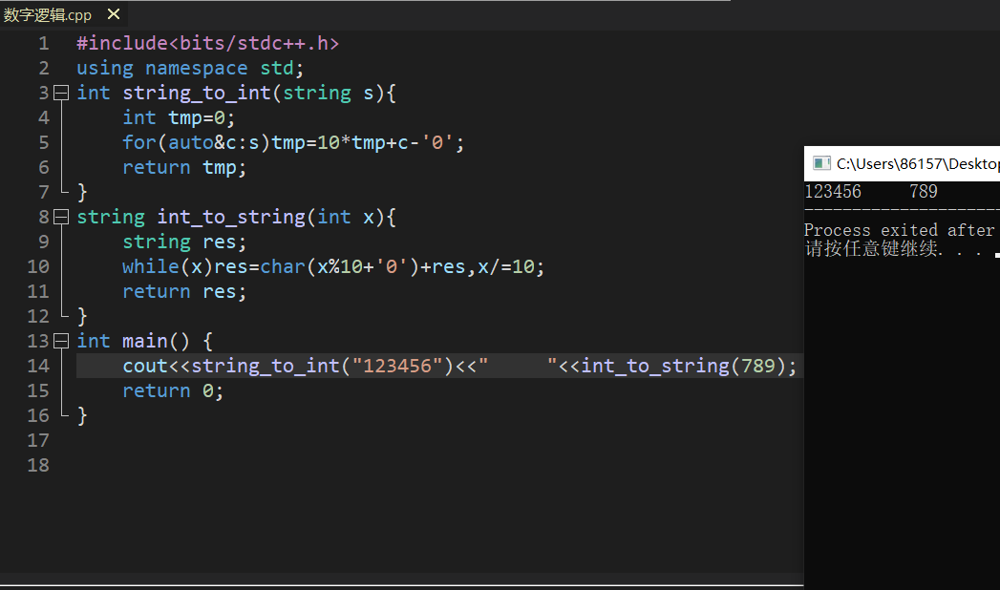 数字逻辑.cpp ×
1 #include<bits/stdc++.h>
2 using namespace std;
3 int string_to_int(string s){
4     int tmp=0;
5     for(auto&c:s)tmp=10*tmp+c-'0';
6     return tmp;
7 }
8 string int_to_string(int x){
9     string res;
10     while(x)res=char(x%10+'0')+res,x/=10;
11     return res;
12 }
13 int main() {
14     cout<<string_to_int("123456")<<"     "<<int_to_string(789);
15     return 0;
16 }
17
18
C:\Users\86157\Desktop
123456     789
--------------------
Process exited after
请按任意键继续. . .